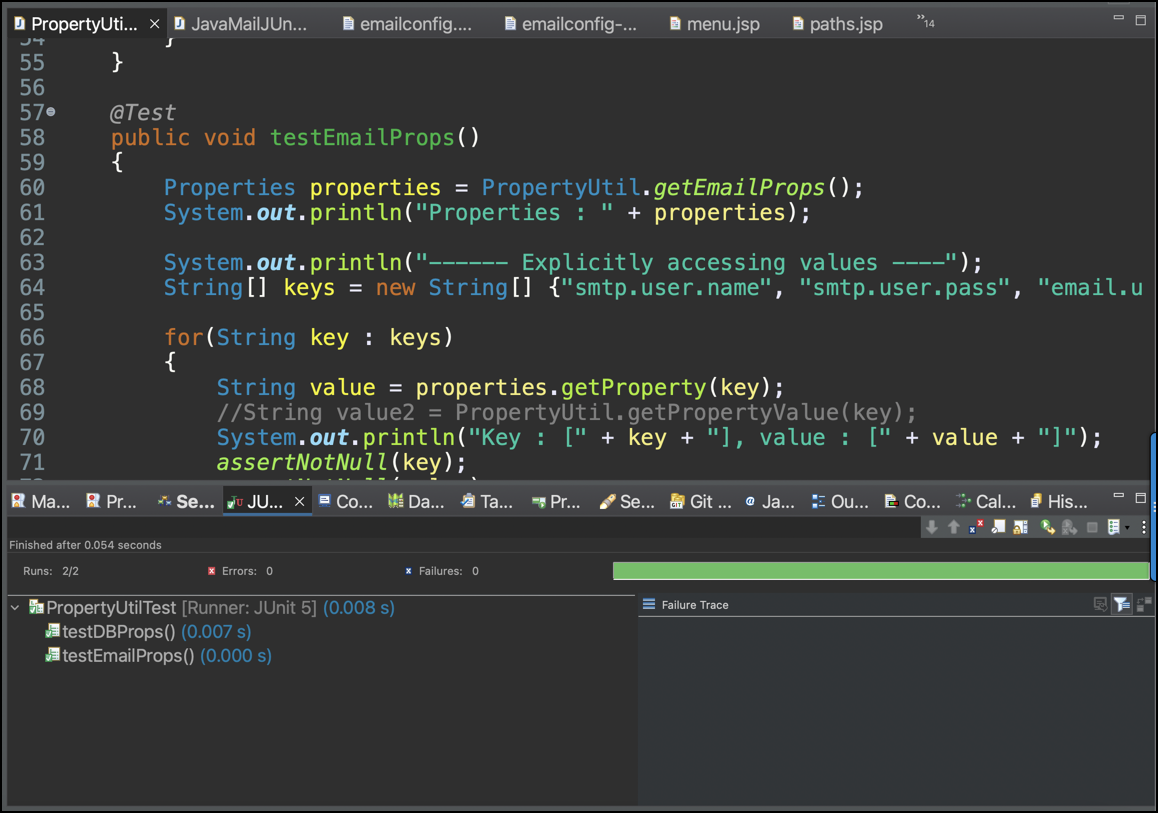 PropertyUti... JavaMailJUn... emailconfig.... emailconfig-... menu.jsp paths.jsp »14
54 }
55 }
56
57 @Test
58 public void testEmailProps()
59 {
60 Properties properties = PropertyUtil.getEmailProps();
61 System.out.println("Properties : " + properties);
62
63 System.out.println("------ Explicitly accessing values ----");
64 String[] keys = new String[] {"smtp.user.name", "smtp.user.pass", "email.u
65
66 for(String key : keys)
67 {
68 String value = properties.getProperty(key);
69 //String value2 = PropertyUtil.getPropertyValue(key);
70 System.out.println("Key : [" + key + "], value : [" + value + "]");
71 assertNotNull(key);
Ma... Pr... Se... JU... Co... Da... Ta... Pr... Se... Git ... Ja... Ou... Co... Cal... His...
Finished after 0.054 seconds
Runs: 2/2 Errors: 0 Failures: 0
PropertyUtilTest [Runner: JUnit 5] (0.008 s)
Failure Trace
testDBProps() (0.007 s)
testEmailProps() (0.000 s)